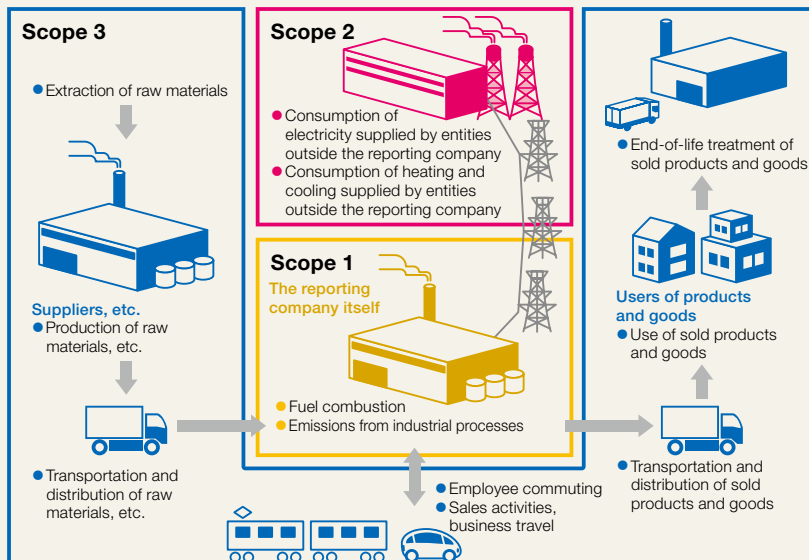 Scope 3
● Extraction of raw materials
Suppliers, etc.
● Production of raw
materials, etc.
● Transportation and
distribution of raw
materials, etc.
Scope 2
● Consumption of
electricity supplied by entities
outside the reporting company
● Consumption of heating and
cooling supplied by entities
outside the reporting company
Scope 1
The reporting
company itself
● Fuel combustion
● Emissions from industrial processes
● Employee commuting
● Sales activities,
business travel
● End-of-life treatment of
sold products and goods
Users of products
and goods
● Use of sold products
and goods
● Transportation and
distribution of sold
products and goods